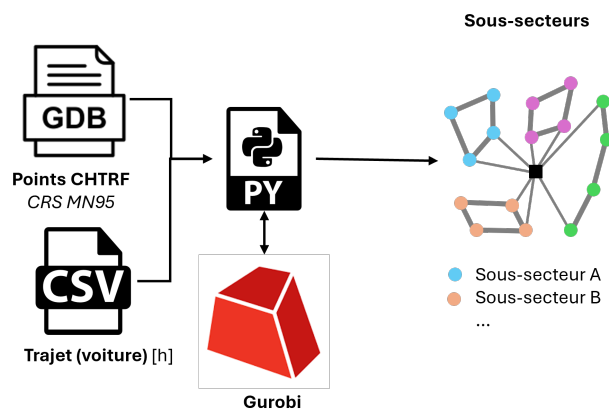 Sous-secteurs
GDB
Points CHTRF
CRS MN95
PY
CSV
Trajet (voiture) [h]
Gurobi
Sous-secteur A
Sous-secteur B
...